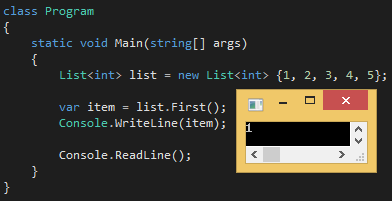 class Program
{
    static void Main(string[] args)
    {
        List<int> list = new List<int> {1, 2, 3, 4, 5};
        var item = list.First();
        Console.WriteLine(item);
        Console.ReadLine();
    }
}
1